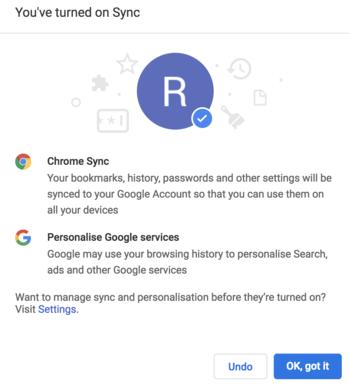 You've turned on Sync
R
Chrome Sync
Your bookmarks, history, passwords and other settings will be
synced to your Google Account so that you can use them on
all your devices
Personalise Google services
Google may use your browsing history to personalise Search,
ads and other Google services
Want to manage sync and personalisation before they're turned on?
Visit Settings.
Undo
OK, got it